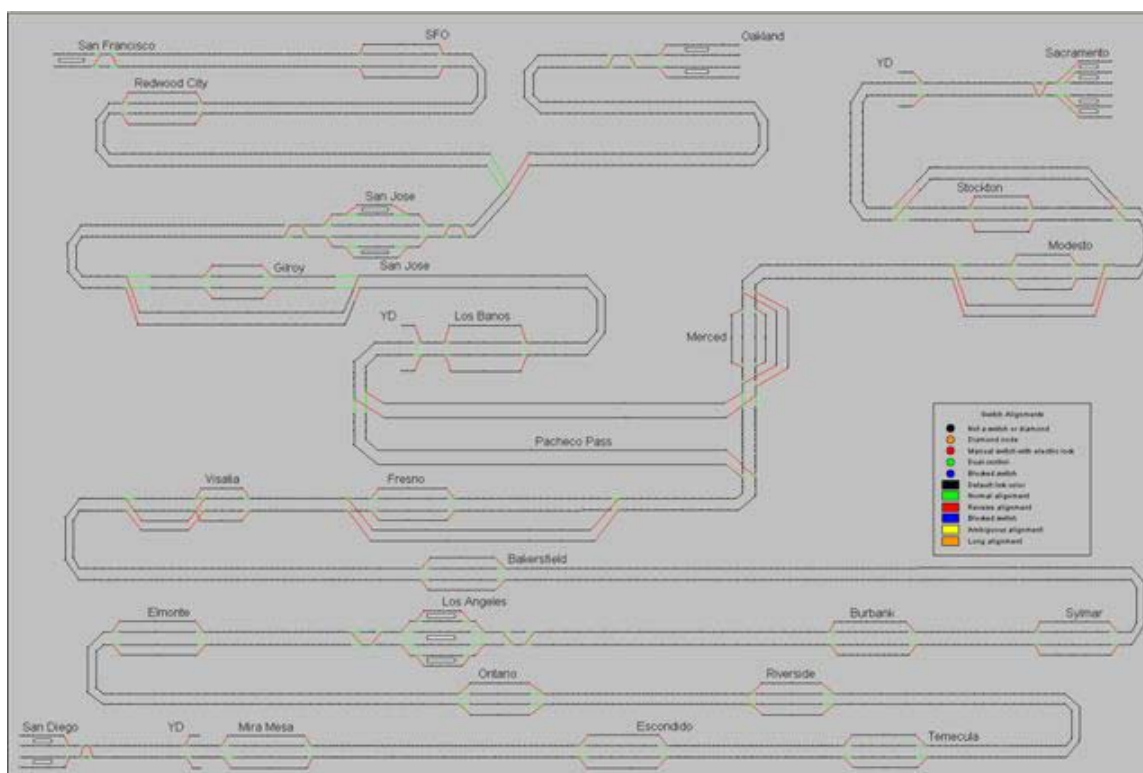 San Francisco
SFO
Oakland
YD
Sacramento
Redwood City
San Jose
Stockton
Modesto
Gilroy
San Jose
YD
Los Banos
Merced
Pacheco Pass
Switch Alignments
Not a switch or diamond
Diamond node
Manual switch with electric lock
Dual control
Blocked switch
Default link color
Normal alignment
Reverse alignment
Blocked switch
Ambiguous alignment
Long alignment
Visalia
Fresno
Bakersfield
Elmonte
Los Angeles
Burbank
Sylmar
Ontario
Riverside
San Diego
YD
Mira Mesa
Escondido
Temecula